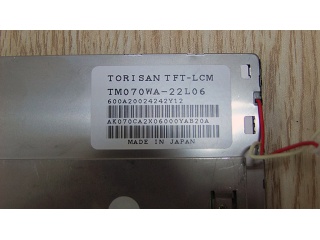 TORISAN TFT-LCM
TM070WA-22L06
600A20024242Y12
AK070CA2K06000YAB20A
MADE IN JAPAN